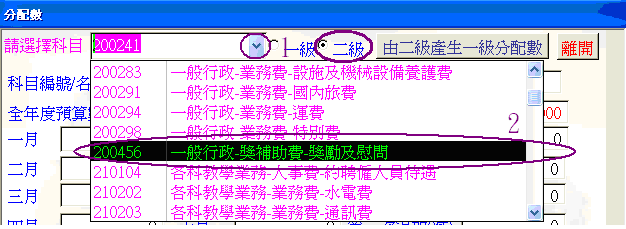 分配數
請選擇科目 200241 1 一級 二級 由二級產生一級分配數 離開
200283 一般行政-業務費-設施及機械設備養護費
科目編號/名
200291 一般行政-業務費-國內旅費
200294 一般行政-業務費-運費
全年度預算
200298 一般行政-業務費-特別費
2
一月 0
200456 一般行政-獎補助費-獎勵及慰問
二月 0
210104 各科教學業務-人事費-約聘僱人員待遇
210202 各科教學業務-業務費-水電費
三月 0
210203 各科教學業務-業務費-通訊費